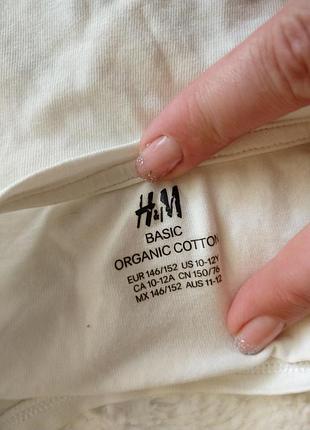 H&M
BASIC
ORGANIC COTTON
EUR 146/152 US 10-12Y
CA 10-12A CN 150/76
MX 146/152 AUS 11-12